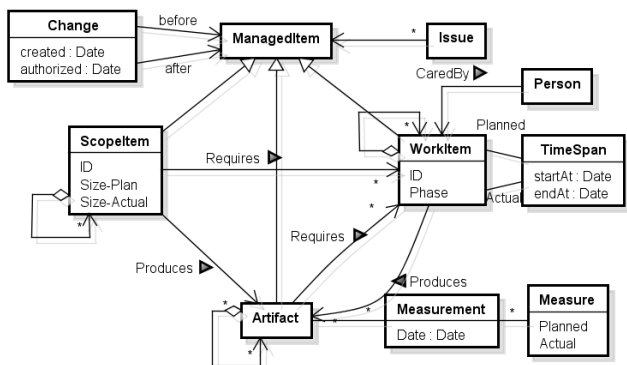 Change
created : Date
authorized : Date
before
after
ManagedItem
*
Issue
CaredBy
Person
ScopeItem
ID
Size-Plan
Size-Actual
*
Requires
*
*
WorkItem
ID
Phase
Planned
Actual
TimeSpan
startAt : Date
endAt : Date
Requires
*
Produces
*
Produces
*
*
Artifact
*
*
Measurement
Date : Date
*
Measure
Planned
Actual